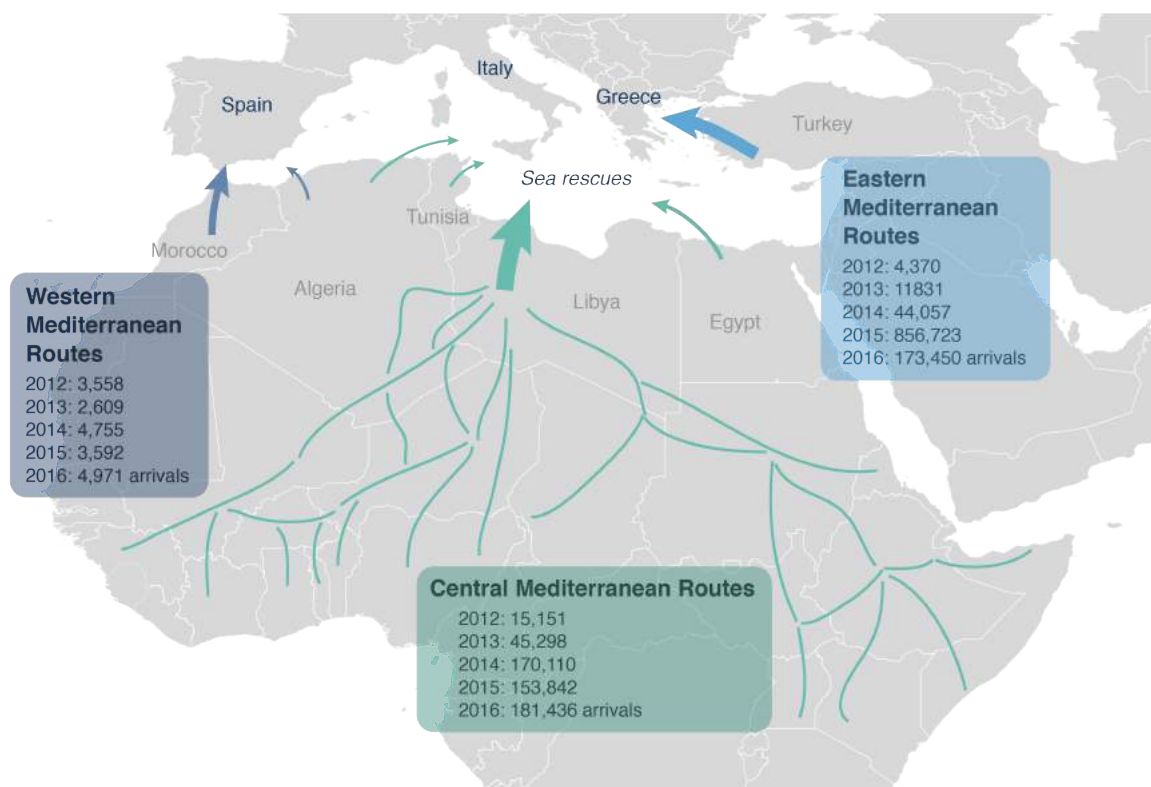 Italy
Spain
Greece
Turkey
Sea rescues
Tunisia
Morocco
Algeria
Libya
Egypt
Eastern
Mediterranean
Routes
2012: 4,370
2013: 11831
2014: 44,057
2015: 856,723
2016: 173,450 arrivals
Western
Mediterranean
Routes
2012: 3,558
2013: 2,609
2014: 4,755
2015: 3,592
2016: 4,971 arrivals
Central Mediterranean Routes
2012: 15,151
2013: 45,298
2014: 170,110
2015: 153,842
2016: 181,436 arrivals